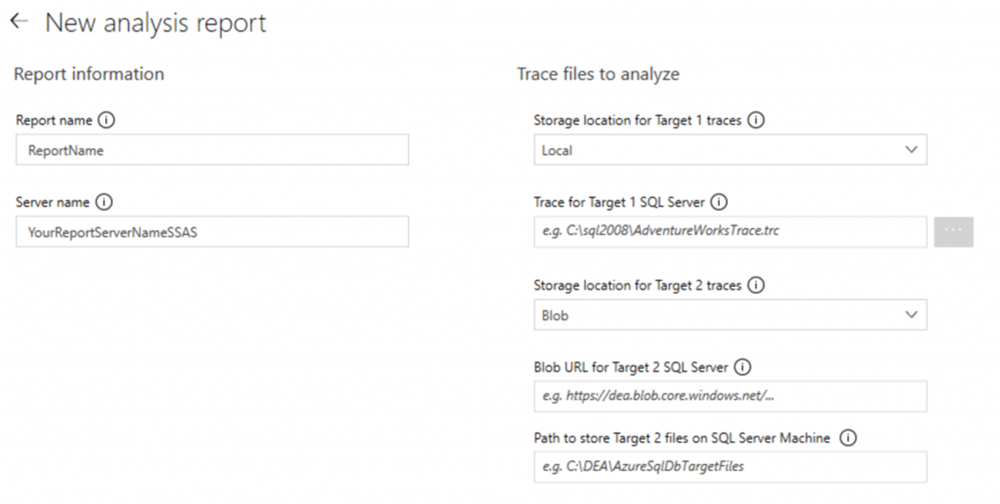 New analysis report
Report information
Report name
ReportName
Server name
YourReportServerNameSSAS
Trace files to analyze
Storage location for Target 1 traces
Local
Trace for Target 1 SQL Server
e.g. C:\sql2008\AdventureWorksTrace.trc
...
Storage location for Target 2 traces
Blob
Blob URL for Target 2 SQL Server
e.g. https://dea.blob.core.windows.net/...
Path to store Target 2 files on SQL Server Machine
e.g. C:\DEA\AzureSqlDbTargetFiles